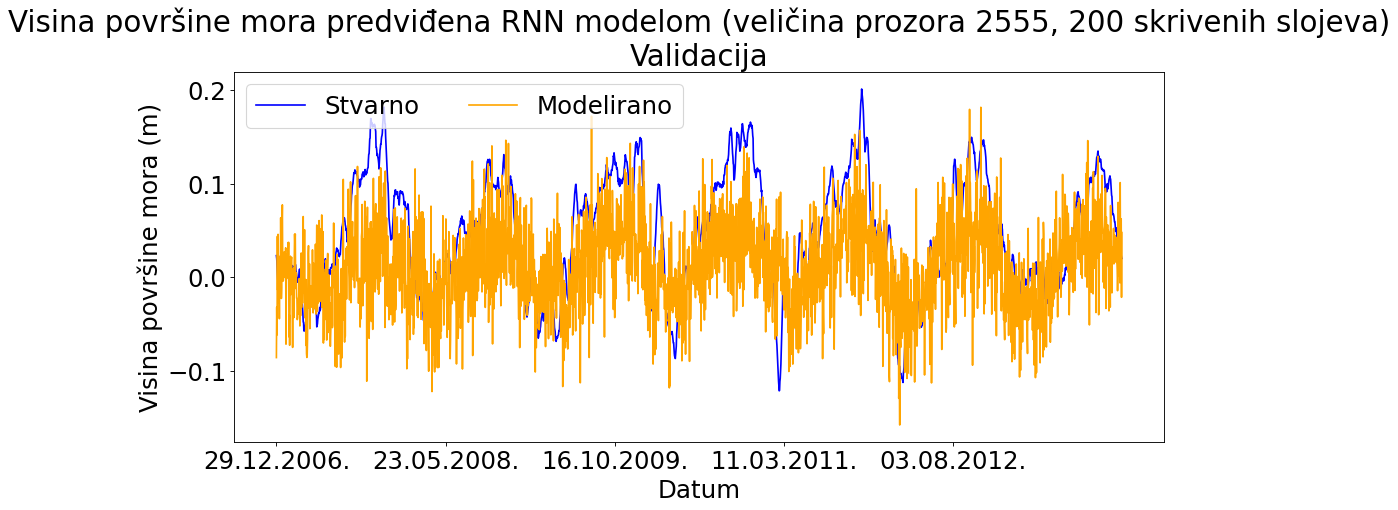 Visina površine mora predviđena RNN modelom (veličina prozora 2555, 200 skrivenih slojeva)
Validacija
Stvarno
Modelirano
Visina površine mora (m)
0.2
0.1
0.0
−0.1
29.12.2006.
23.05.2008.
16.10.2009.
11.03.2011.
03.08.2012.
Datum